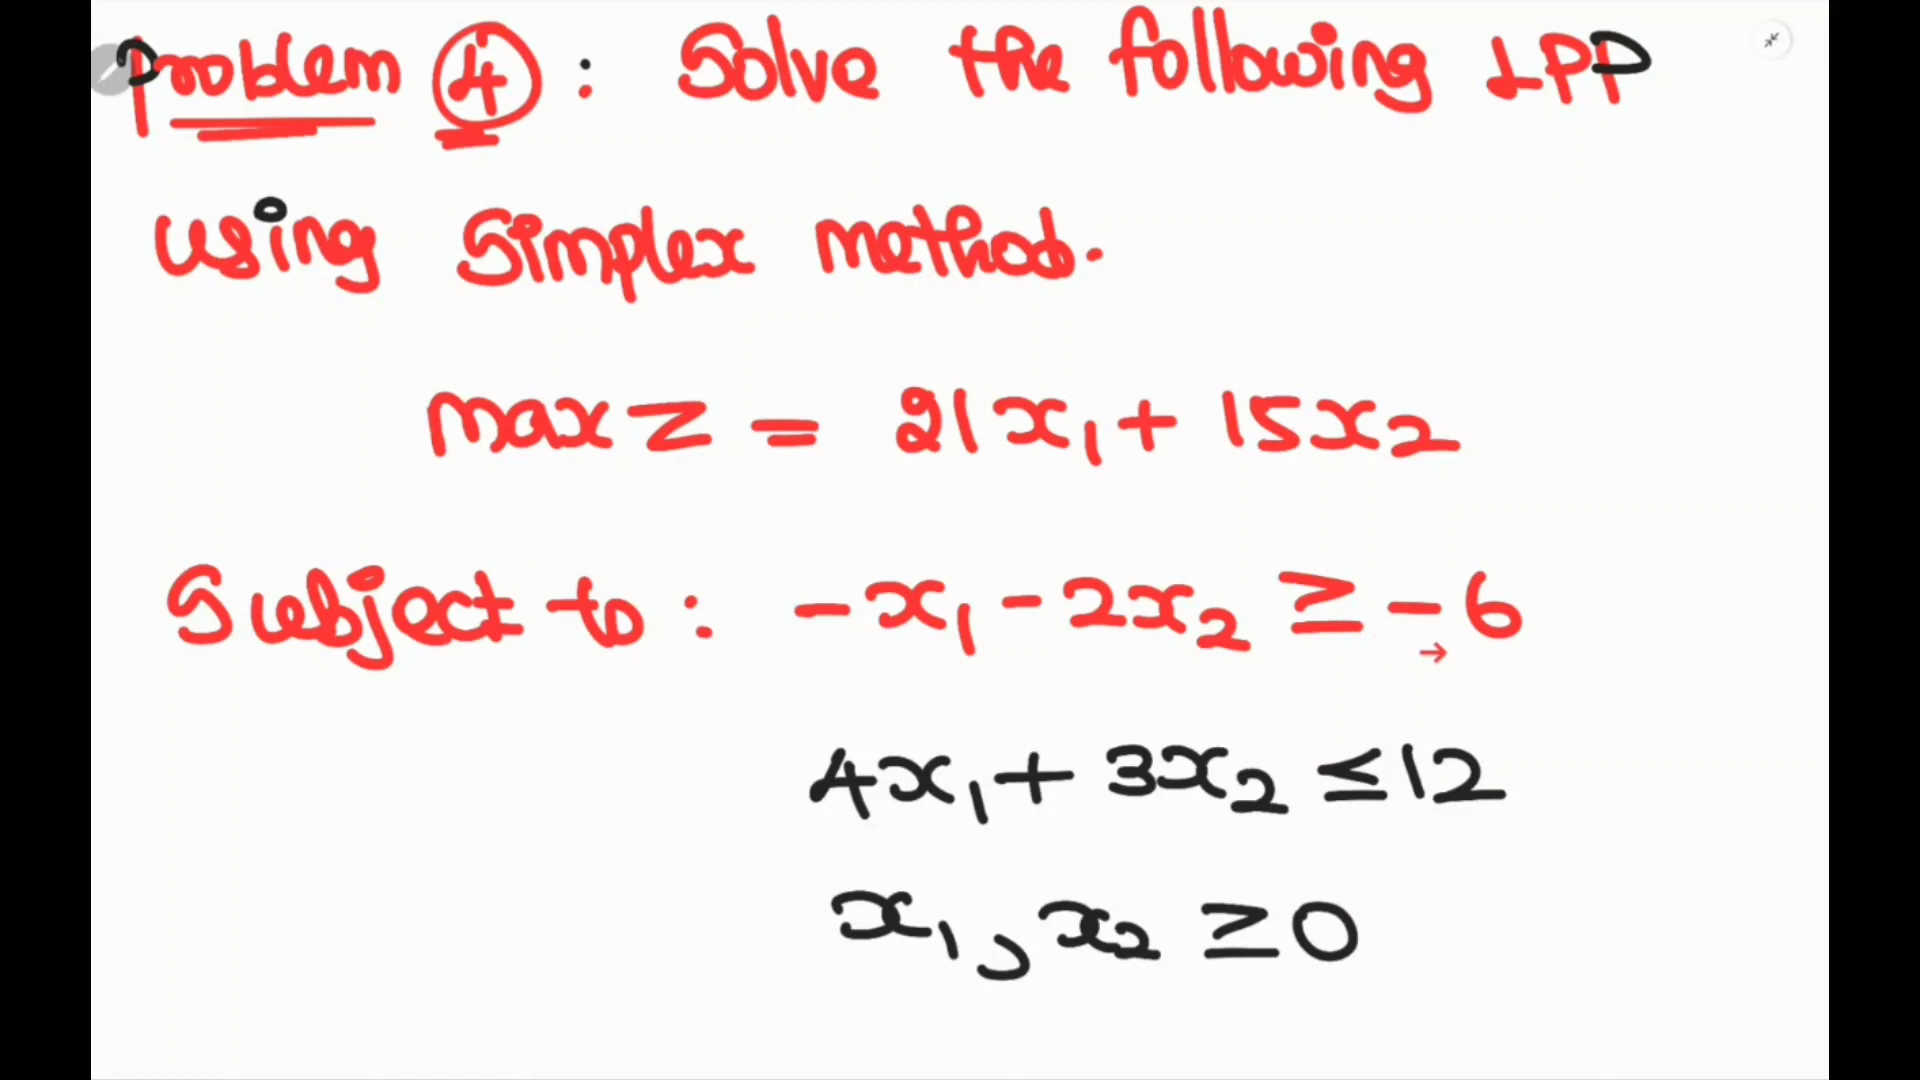 Problem ④ : Solve the following LPP
using Simplex method.
max Z = 21x₁ + 15x₂
Subject to : -x₁ - 2x₂ ≥ -6
→
4x₁ + 3x₂ ≤ 12
x₁, x₂ ≥ 0